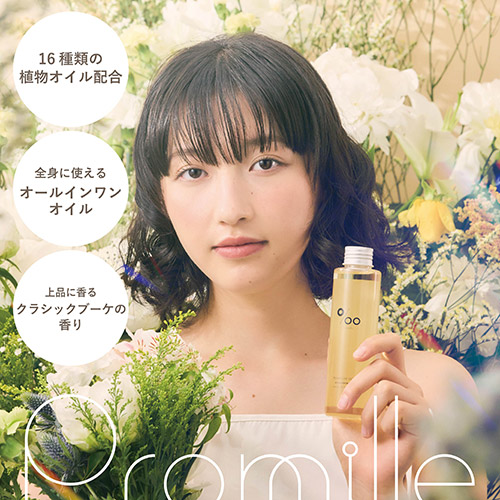 16種類の
植物オイル配合
全身に使える
オールインワン
オイル
上品に香る
クラシックブーケの
香り
Promille